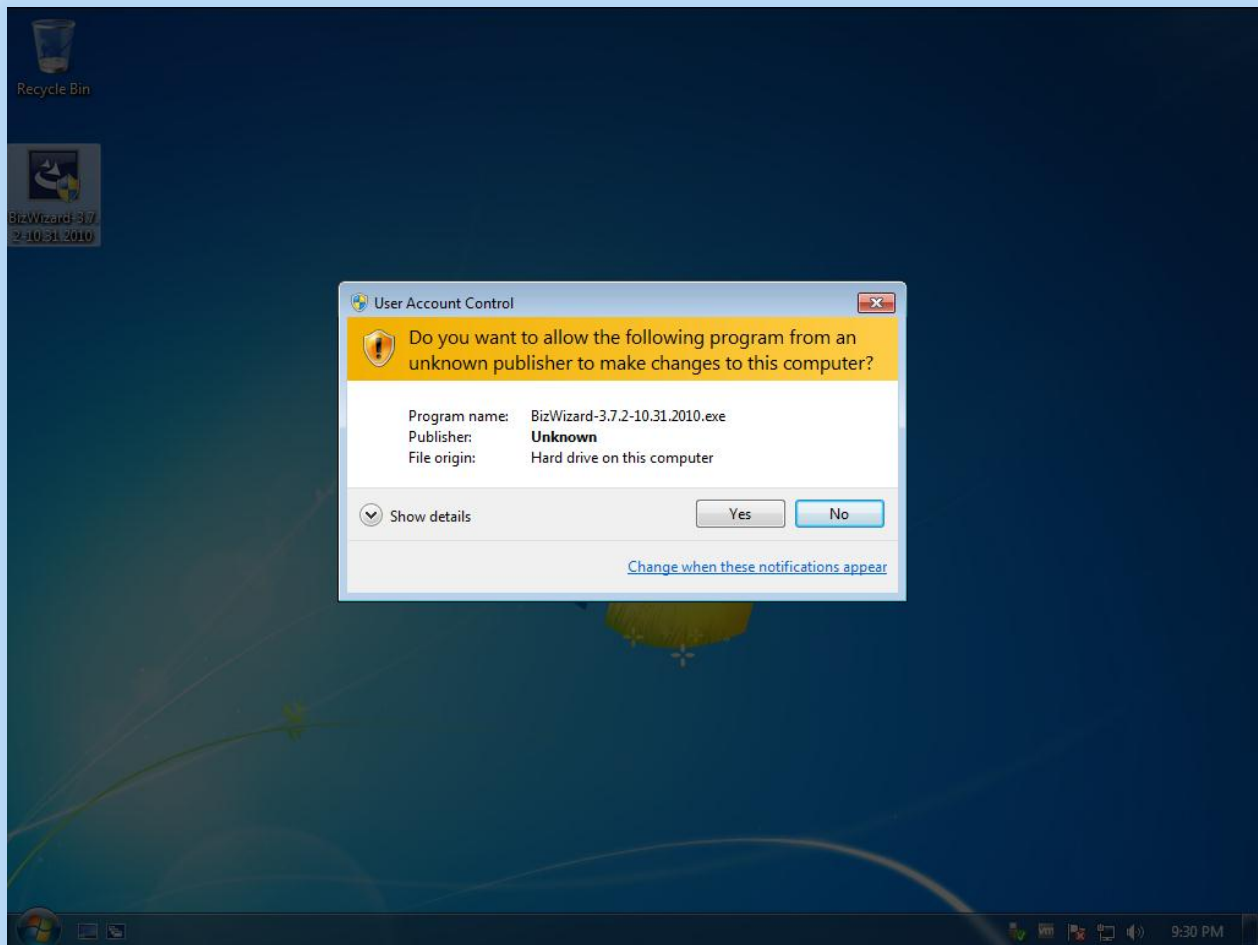 Recycle Bin
BizWizard-3.7.
2-10.31.2010
User Account Control
Do you want to allow the following program from an
unknown publisher to make changes to this computer?
Program name: BizWizard-3.7.2-10.31.2010.exe
Publisher: Unknown
File origin: Hard drive on this computer
Show details
Yes
No
Change when these notifications appear
vm
9:30 PM